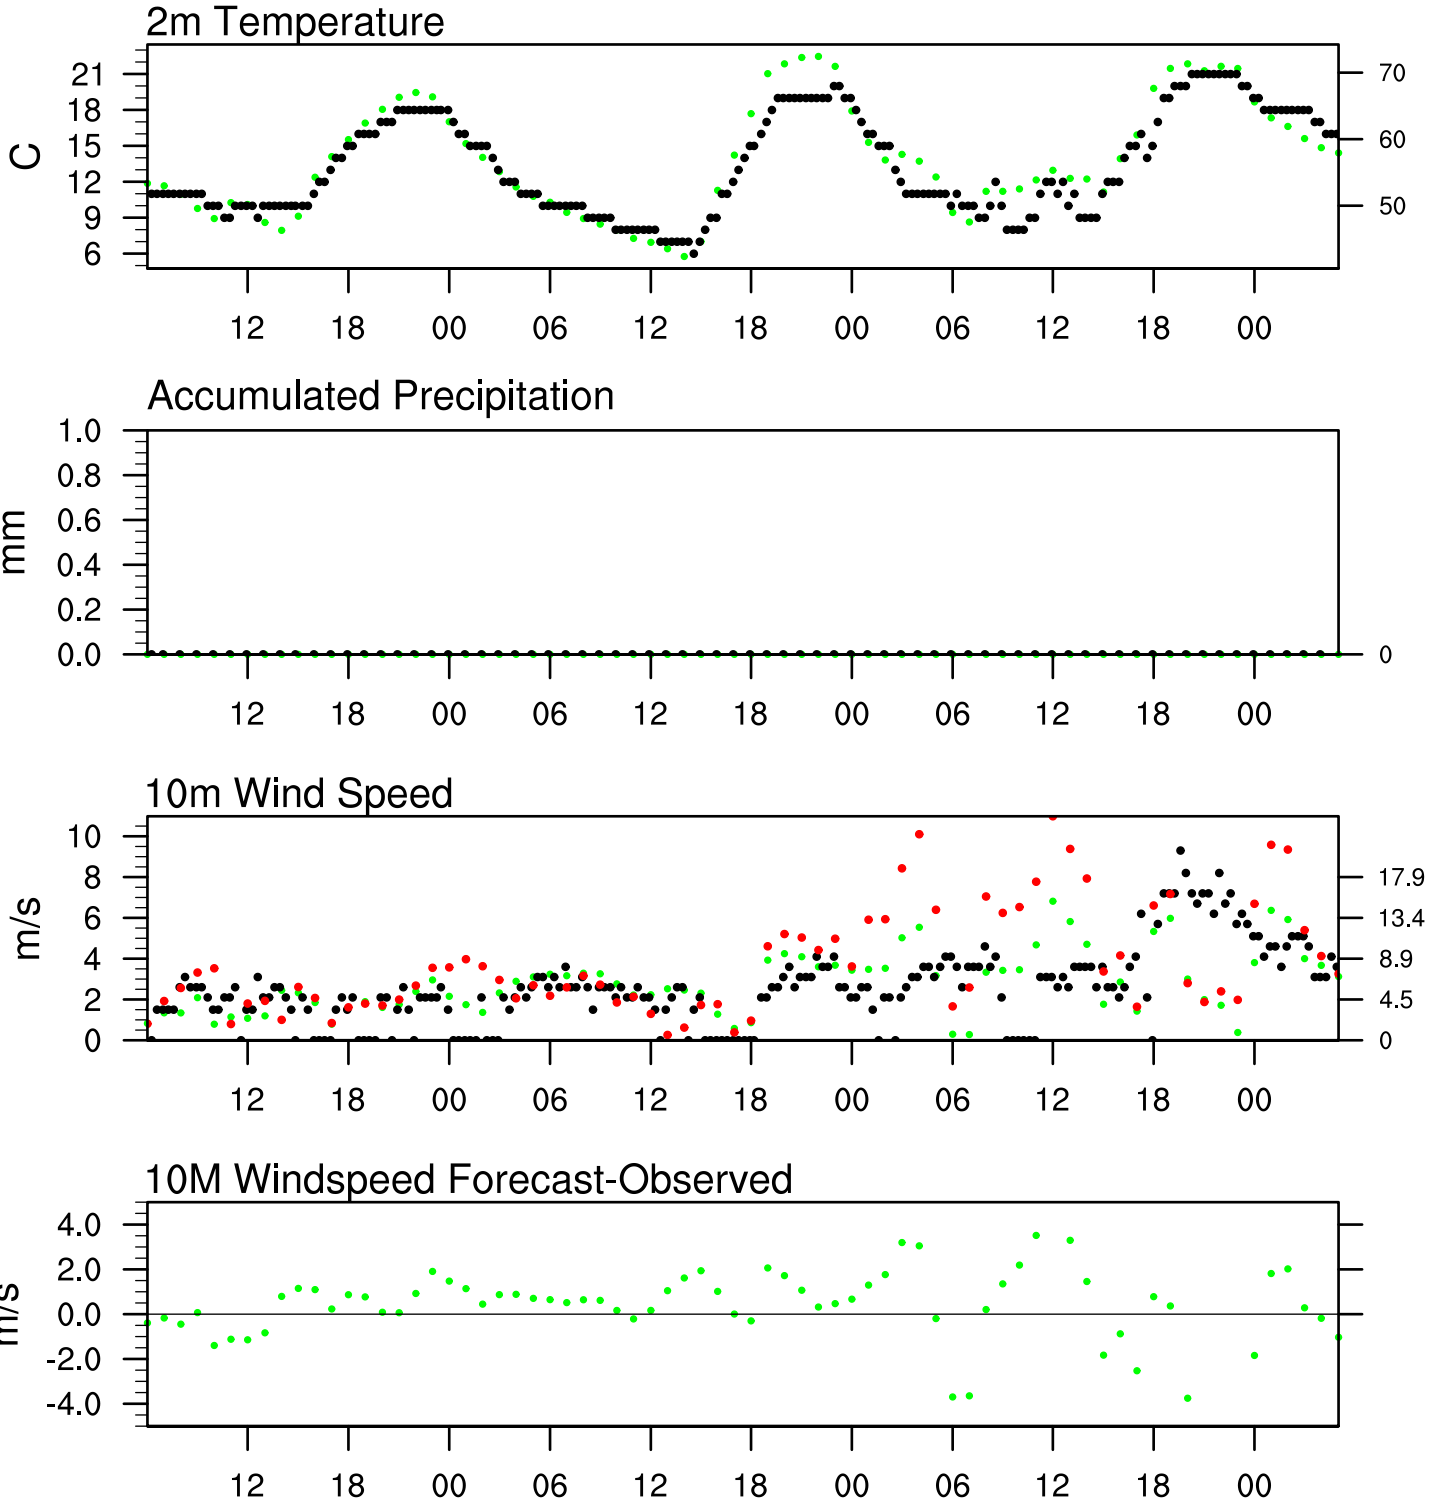 2m Temperature
21
18
15
12
9
6
C
70
60
50
12 18 00 06 12 18 00 06 12 18 00
Accumulated Precipitation
1.0
0.8
0.6
0.4
0.2
0.0
mm
0
12 18 00 06 12 18 00 06 12 18 00
10m Wind Speed
10
8
6
4
2
0
m/s
17.9
13.4
8.9
4.5
0
12 18 00 06 12 18 00 06 12 18 00
10M Windspeed Forecast-Observed
4.0
2.0
0.0
-2.0
-4.0
m/s
12 18 00 06 12 18 00 06 12 18 00